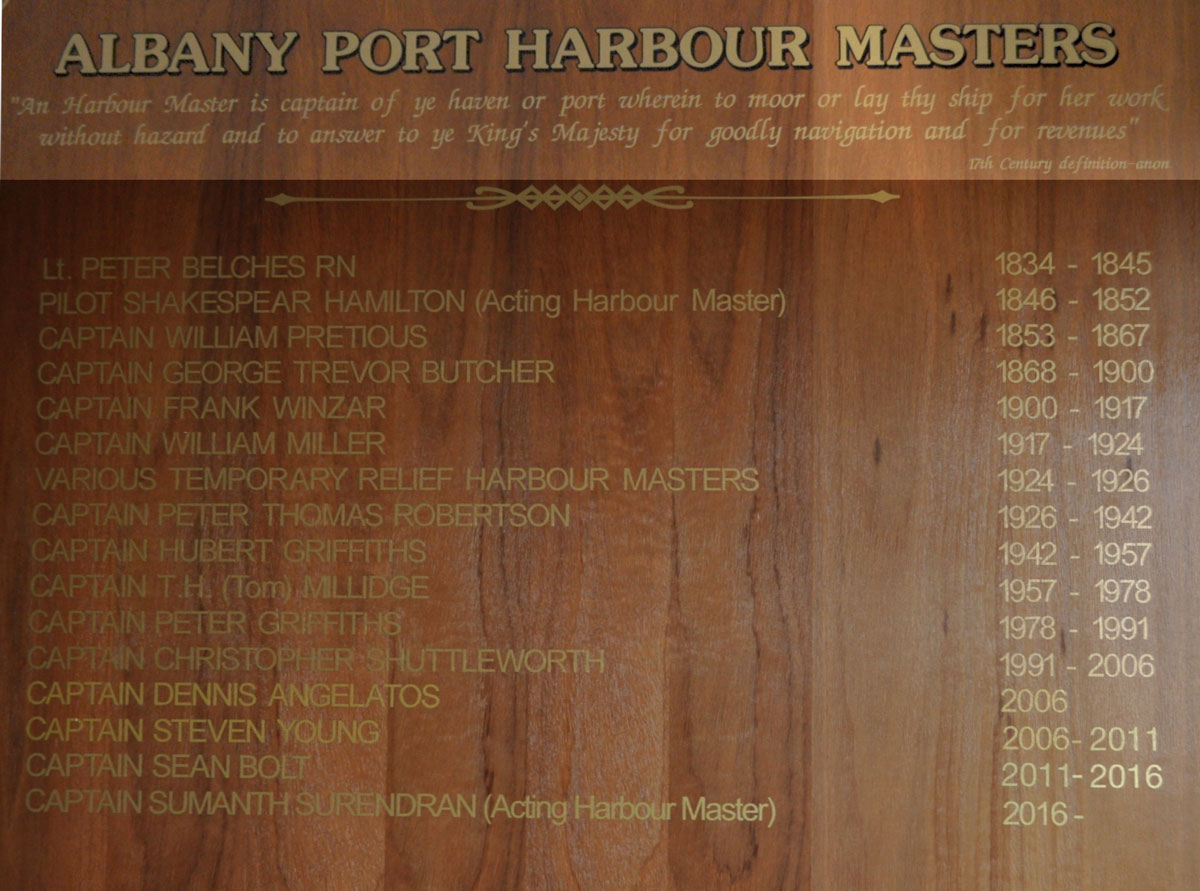 ALBANY PORT HARBOUR MASTERS
"An Harbour Master is captain of ye haven or port wherein to moor or lay thy ship for her work
without hazard and to answer to ye King's Majesty for goodly navigation and for revenues"
17th Century definition-anon
Lt. PETER BELCHES RN 1834 - 1845
PILOT SHAKESPEAR HAMILTON (Acting Harbour Master) 1846 - 1852
CAPTAIN WILLIAM PRETIOUS 1853 - 1867
CAPTAIN GEORGE TREVOR BUTCHER 1868 - 1900
CAPTAIN FRANK WINZAR 1900 - 1917
CAPTAIN WILLIAM MILLER 1917 - 1924
VARIOUS TEMPORARY RELIEF HARBOUR MASTERS 1924 - 1926
CAPTAIN PETER THOMAS ROBERTSON 1926 - 1942
CAPTAIN HUBERT GRIFFITHS 1942 - 1957
CAPTAIN T.H. (Tom) MILLIDGE 1957 - 1978
CAPTAIN PETER GRIFFITHS 1978 - 1991
CAPTAIN CHRISTOPHER SHUTTLEWORTH 1991 - 2006
CAPTAIN DENNIS ANGELATOS 2006
CAPTAIN STEVEN YOUNG 2006- 2011
CAPTAIN SEAN BOLT 2011- 2016
CAPTAIN SUMANTH SURENDRAN (Acting Harbour Master) 2016 -